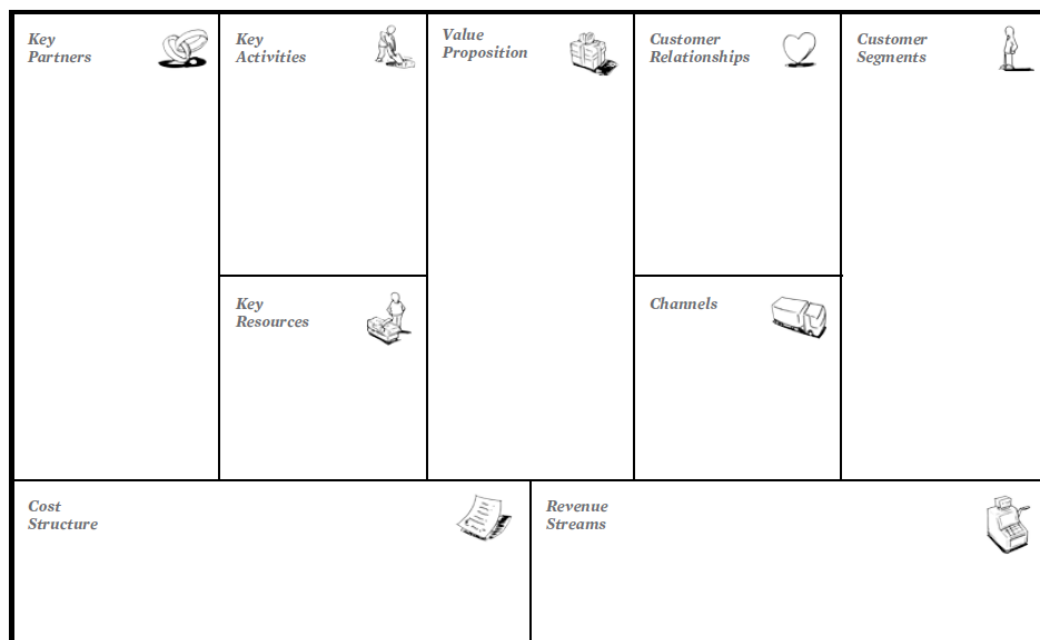 Key
Partners
Key
Activities
Value
Proposition
Customer
Relationships
Customer
Segments
Key
Resources
Channels
Cost
Structure
Revenue
Streams